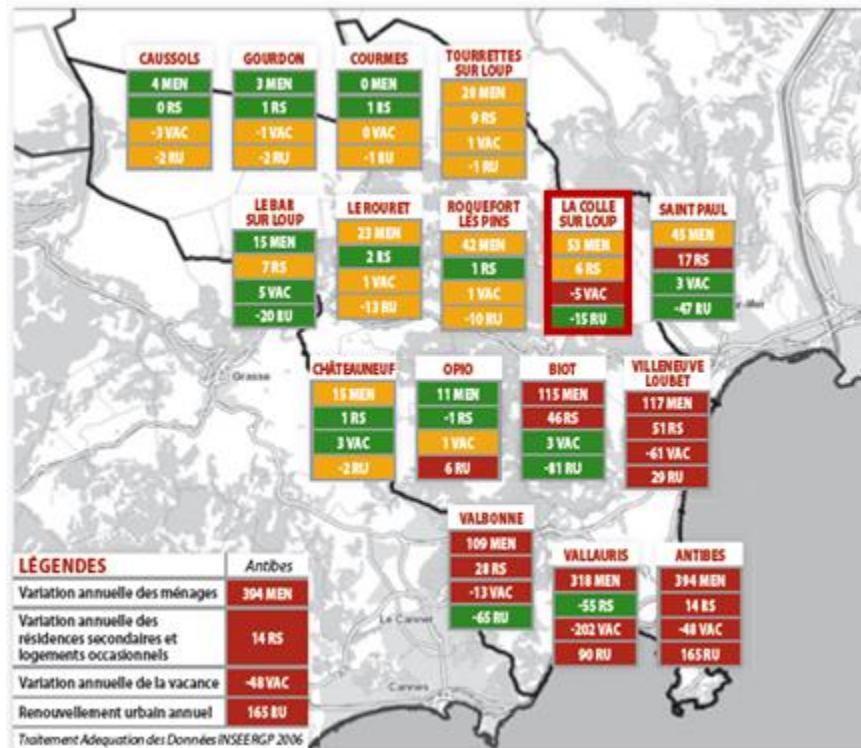 CAUSSOLS
4 MEN
0 RS
-3 VAC
-2 RU
GOURDON
3 MEN
1 RS
-1 VAC
-2 RU
COURMES
0 MEN
1 RS
0 VAC
-1 RU
TOURRETTES
SUR LOUP
28 MEN
9 RS
1 VAC
-1 RU
LE BAR
SUR LOUP
15 MEN
7 RS
5 VAC
-20 RU
LE ROURET
23 MEN
2 RS
1 VAC
-13 RU
ROQUEFORT
LES PINS
42 MEN
1 RS
1 VAC
-10 RU
LA COLLE
SUR LOUP
53 MEN
6 RS
-5 VAC
-15 RU
SAINT PAUL
45 MEN
17 RS
3 VAC
-47 RU
Grasse
CHÂTEAUNEUF
15 MEN
1 RS
3 VAC
-2 RU
OPIO
11 MEN
-1 RS
1 VAC
6 RU
BIOT
115 MEN
46 RS
3 VAC
-81 RU
VILLENEUVE
LOUBET
117 MEN
51 RS
-61 VAC
29 RU
VALBONNE
109 MEN
28 RS
-13 VAC
-65 RU
VALLAURIS
318 MEN
-55 RS
-202 VAC
90 RU
ANTIBES
394 MEN
14 RS
-48 VAC
165 RU
Le Cannet
Cannes
LÉGENDES Antibes
Variation annuelle des ménages 394 MEN
Variation annuelle des
résidences secondaires et
logements occasionnels 14 RS
Variation annuelle de la vacance -48 VAC
Renouvellement urbain annuel 165 RU
Traitement Adequation des Données INSEE RGP 2006